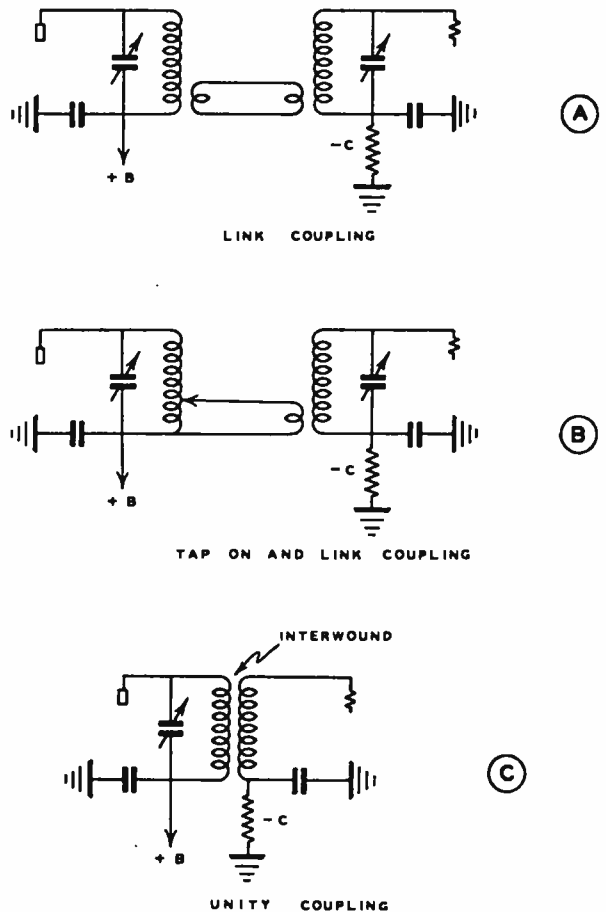 A
-C
+ B
LINK COUPLING
B
-C
+ B
TAP ON AND LINK COUPLING
INTERWOUND
C
-C
+ B
UNITY COUPLING